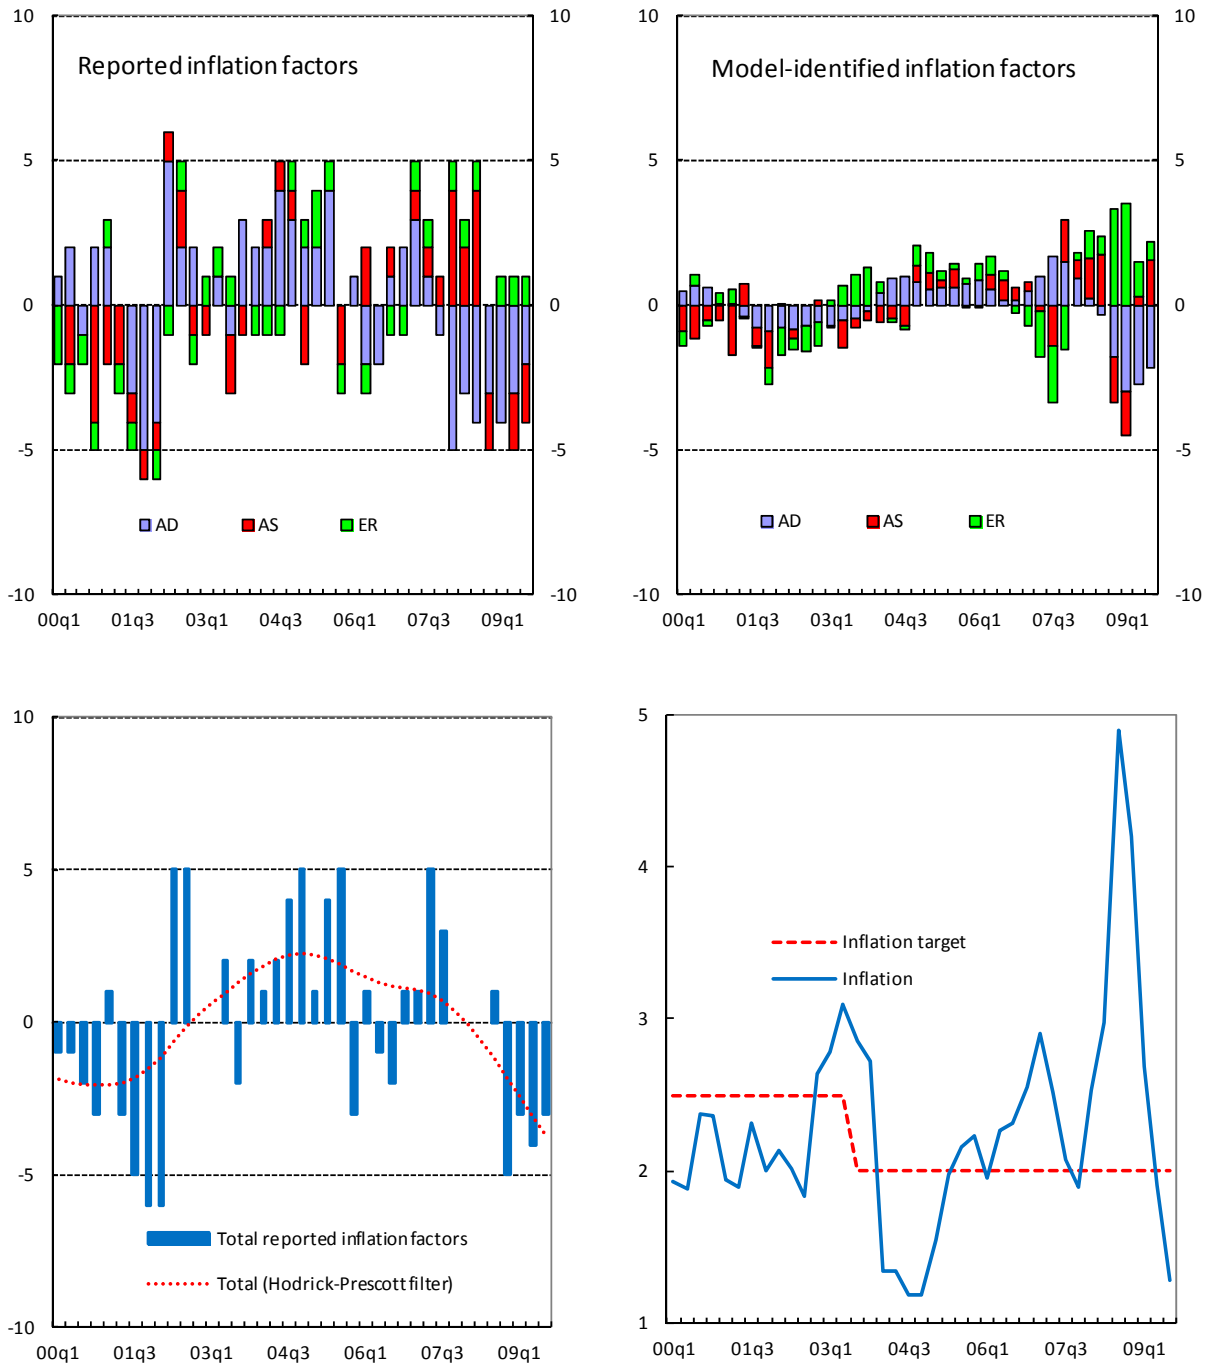 Reported inflation factors
10
5
0
-5
-10
10
5
0
-5
-10
AD AS ER
00q1 01q3 03q1 04q3 06q1 07q3 09q1
Model-identified inflation factors
10
5
0
-5
-10
10
5
0
-5
-10
AD AS ER
00q1 01q3 03q1 04q3 06q1 07q3 09q1
10
5
0
-5
-10
Total reported inflation factors
Total (Hodrick-Prescott filter)
00q1 01q3 03q1 04q3 06q1 07q3 09q1
5
4
3
2
1
Inflation target
Inflation
00q1 01q3 03q1 04q3 06q1 07q3 09q1